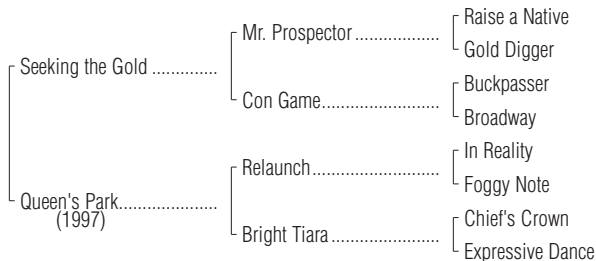 Raise a Native
Mr. Prospector ..................
Gold Digger
Seeking the Gold ..............
Buckpasser
Con Game.........................
Broadway
In Reality
Relaunch...........................
Foggy Note
Queen's Park.....................
(1997)
Chief's Crown
Bright Tiara .......................
Expressive Dance